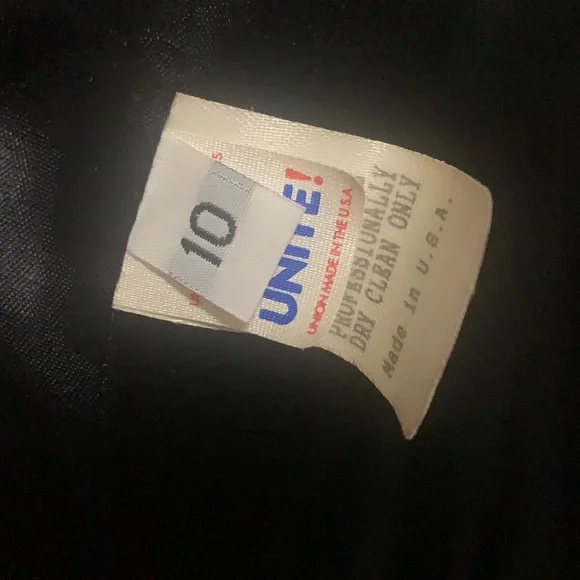 10
UNITE!
UNION MADE IN THE U.S.A
PROFESSIONALLY
DRY CLEAN ONLY
Made in U.S.A.